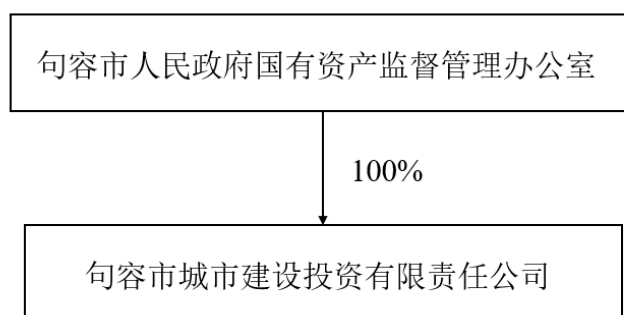 句容市人民政府国有资产监督管理办公室
100%
句容市城市建设投资有限责任公司